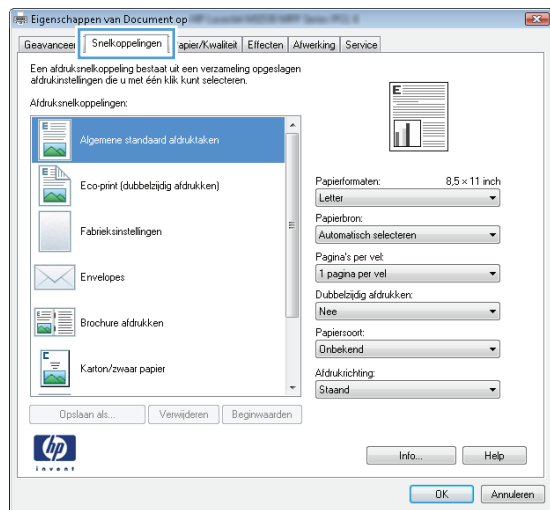 Eigenschappen van Document op
Geavanceer Snelkoppelingen apier/Kwaliteit Effecten Afwerking Service
Een afdruksnelkoppeling bestaat uit een verzameling opgeslagen
afdrukinstellingen die u met één klik kunt selecteren.
Afdruksnelkoppelingen:
Algemene standaard afdruktaken
Eco-print (dubbelzijdig afdrukken)
Fabrieksinstellingen
Envelopes
Brochure afdrukken
Karton/zwaar papier
Opslaan als... Verwijderen Beginwaarden
E
Papierformaten: 8,5 × 11 inch
Letter
Papierbron:
Automatisch selecteren
Pagina's per vel:
1 pagina per vel
Dubbelzijdig afdrukken:
Nee
Papiersoort:
Onbekend
Afdrukrichting:
Staand
hp
invent
Info... Help
OK Annuleren